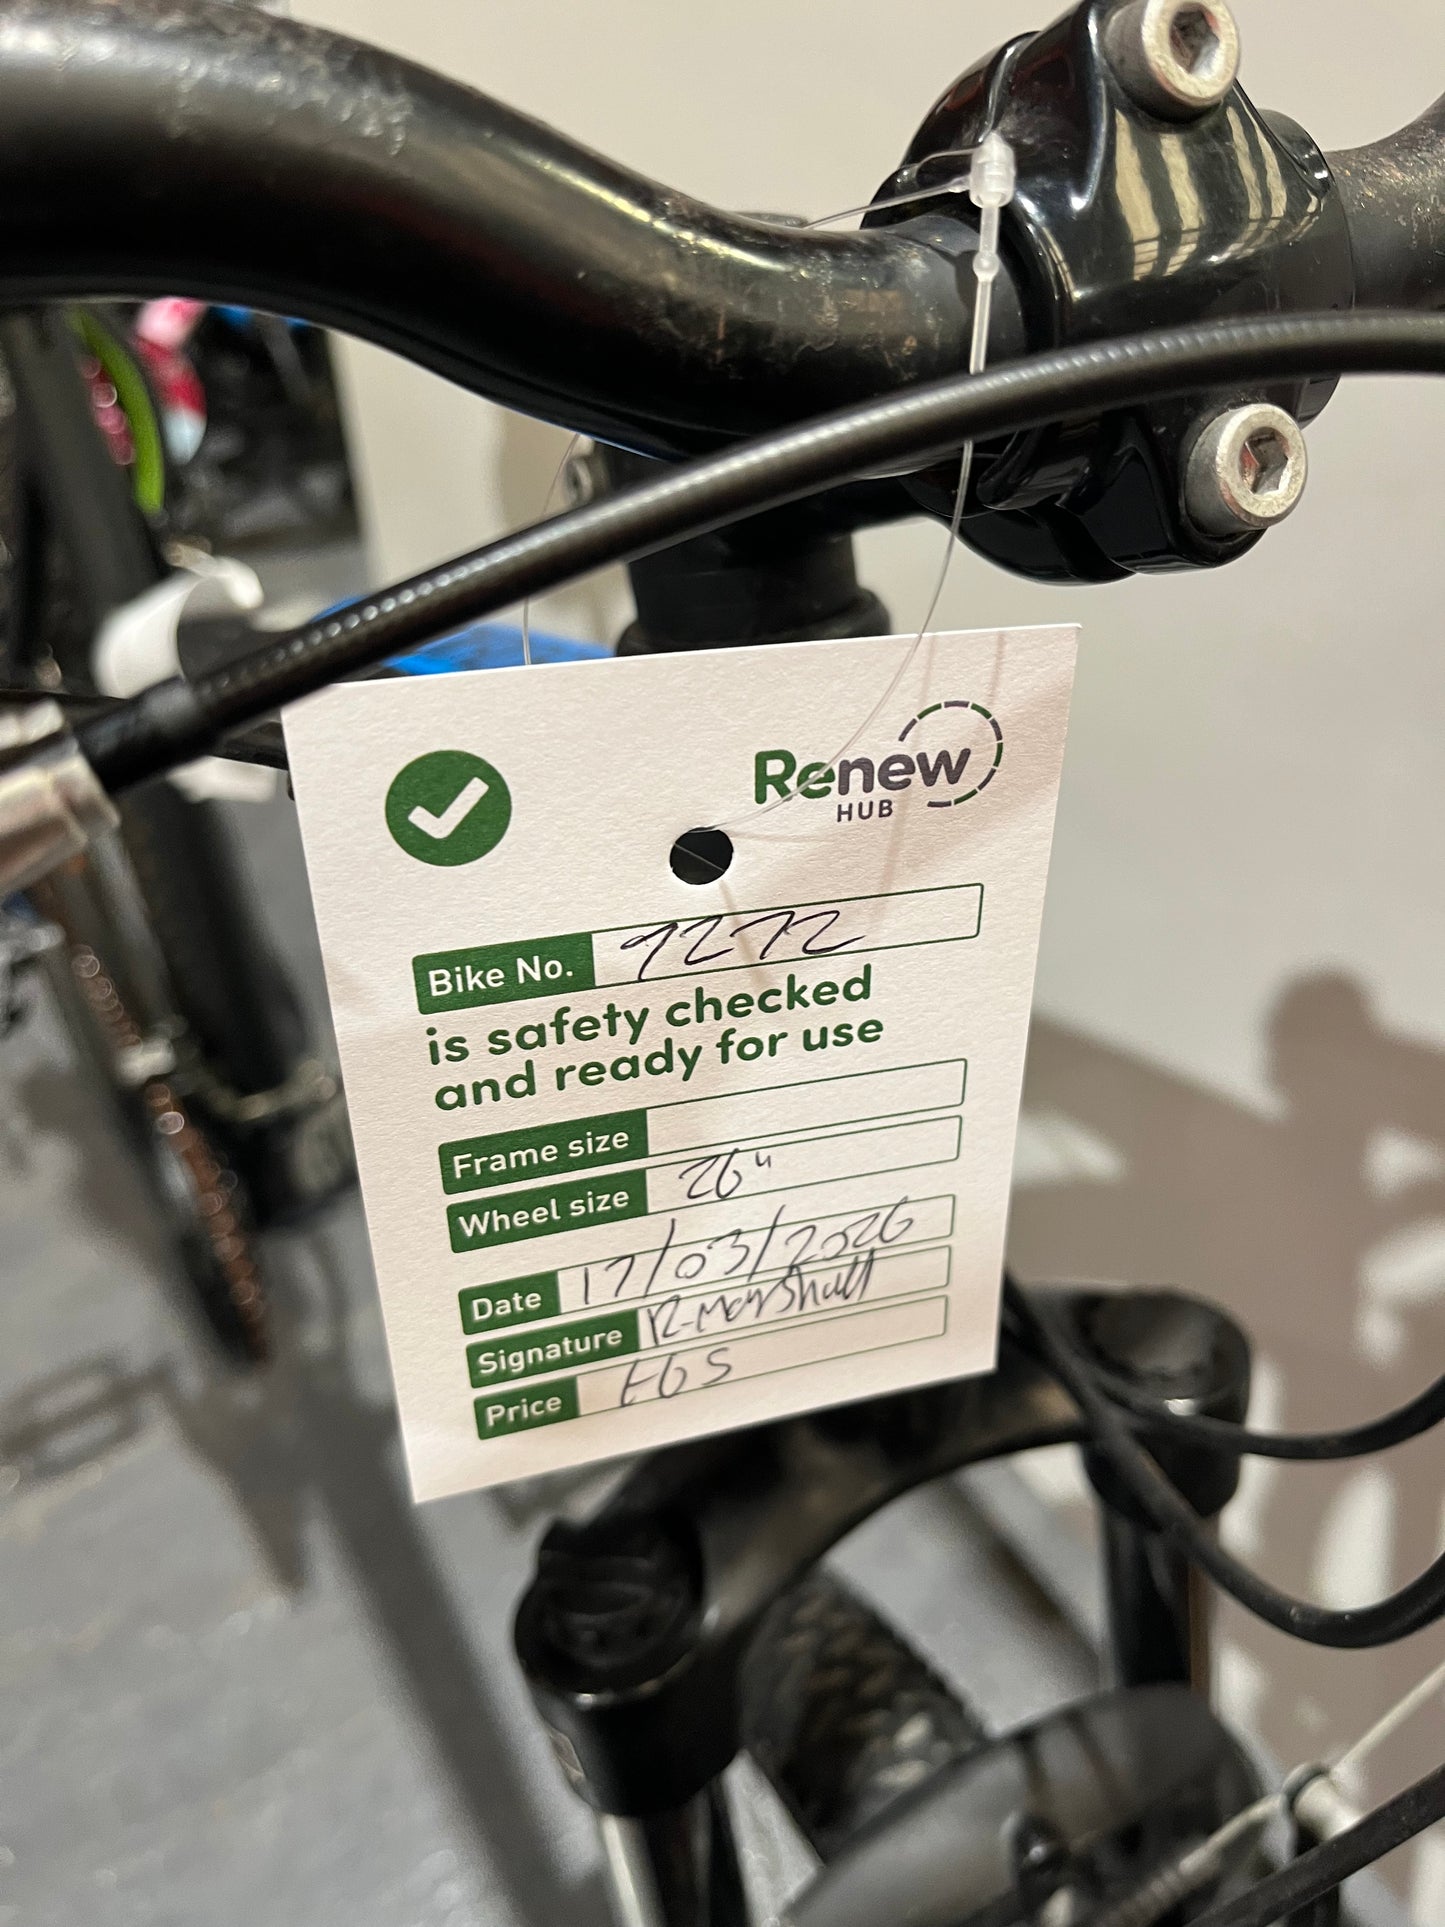 Renew
HUB
Bike No. 7272
is safety checked
and ready for use
Frame size
Wheel size 26"
Date 17/03/2026
Signature R. Marshall
Price £65